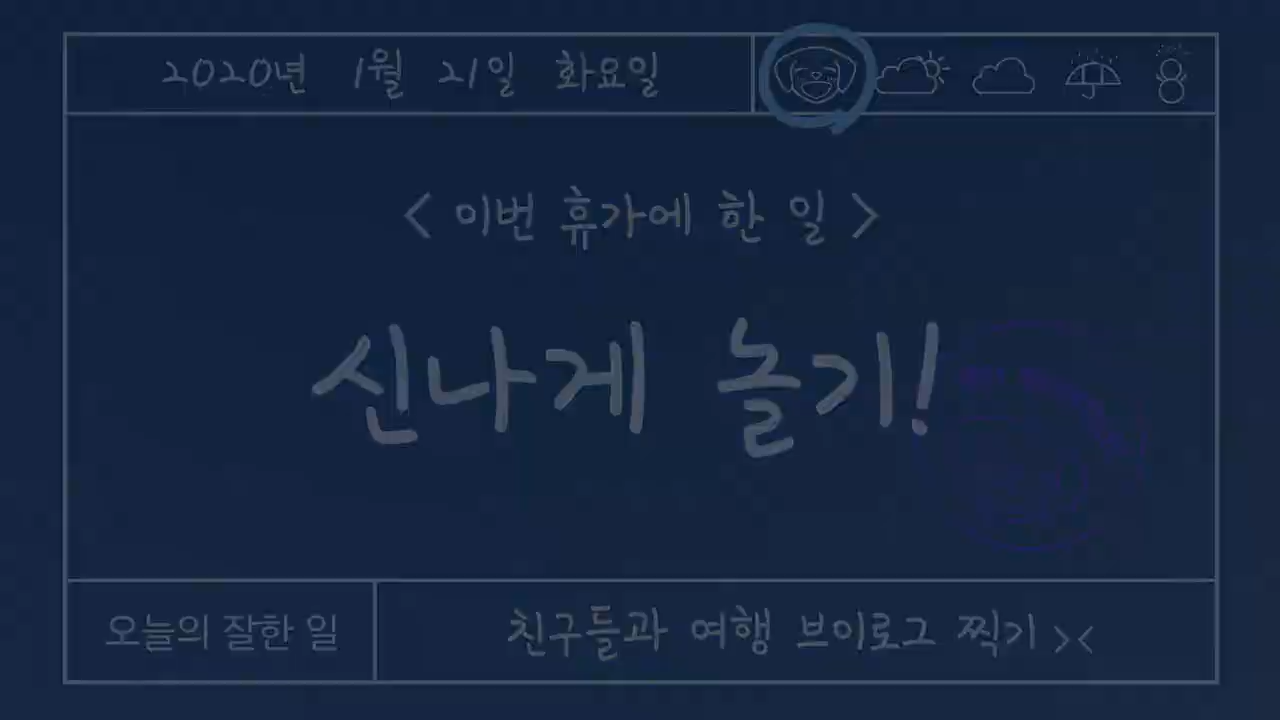 2020년 1월 21일 화요일
< 이번 휴가에 한 일 >
신나게 놀기!
오늘의 잘한 일
친구들과 여행 브이로그 찍기 ><